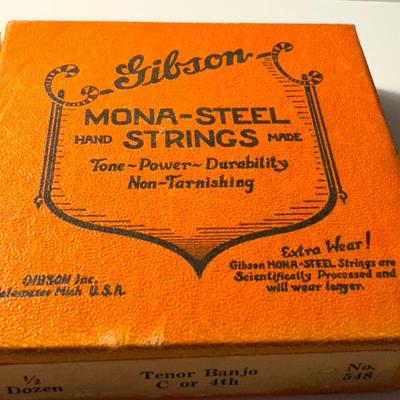 Gibson
MONA-STEEL
HAND STRINGS MADE
Tone~Power~Durability
Non-Tarnishing
Extra Wear!
Gibson MONA-STEEL Strings are
Scientifically Processed and
will wear longer.
GIBSON Inc.
Kalamazoo Mich U.S.A.
1/2 Dozen
Tenor Banjo
C or 4th
No.
548